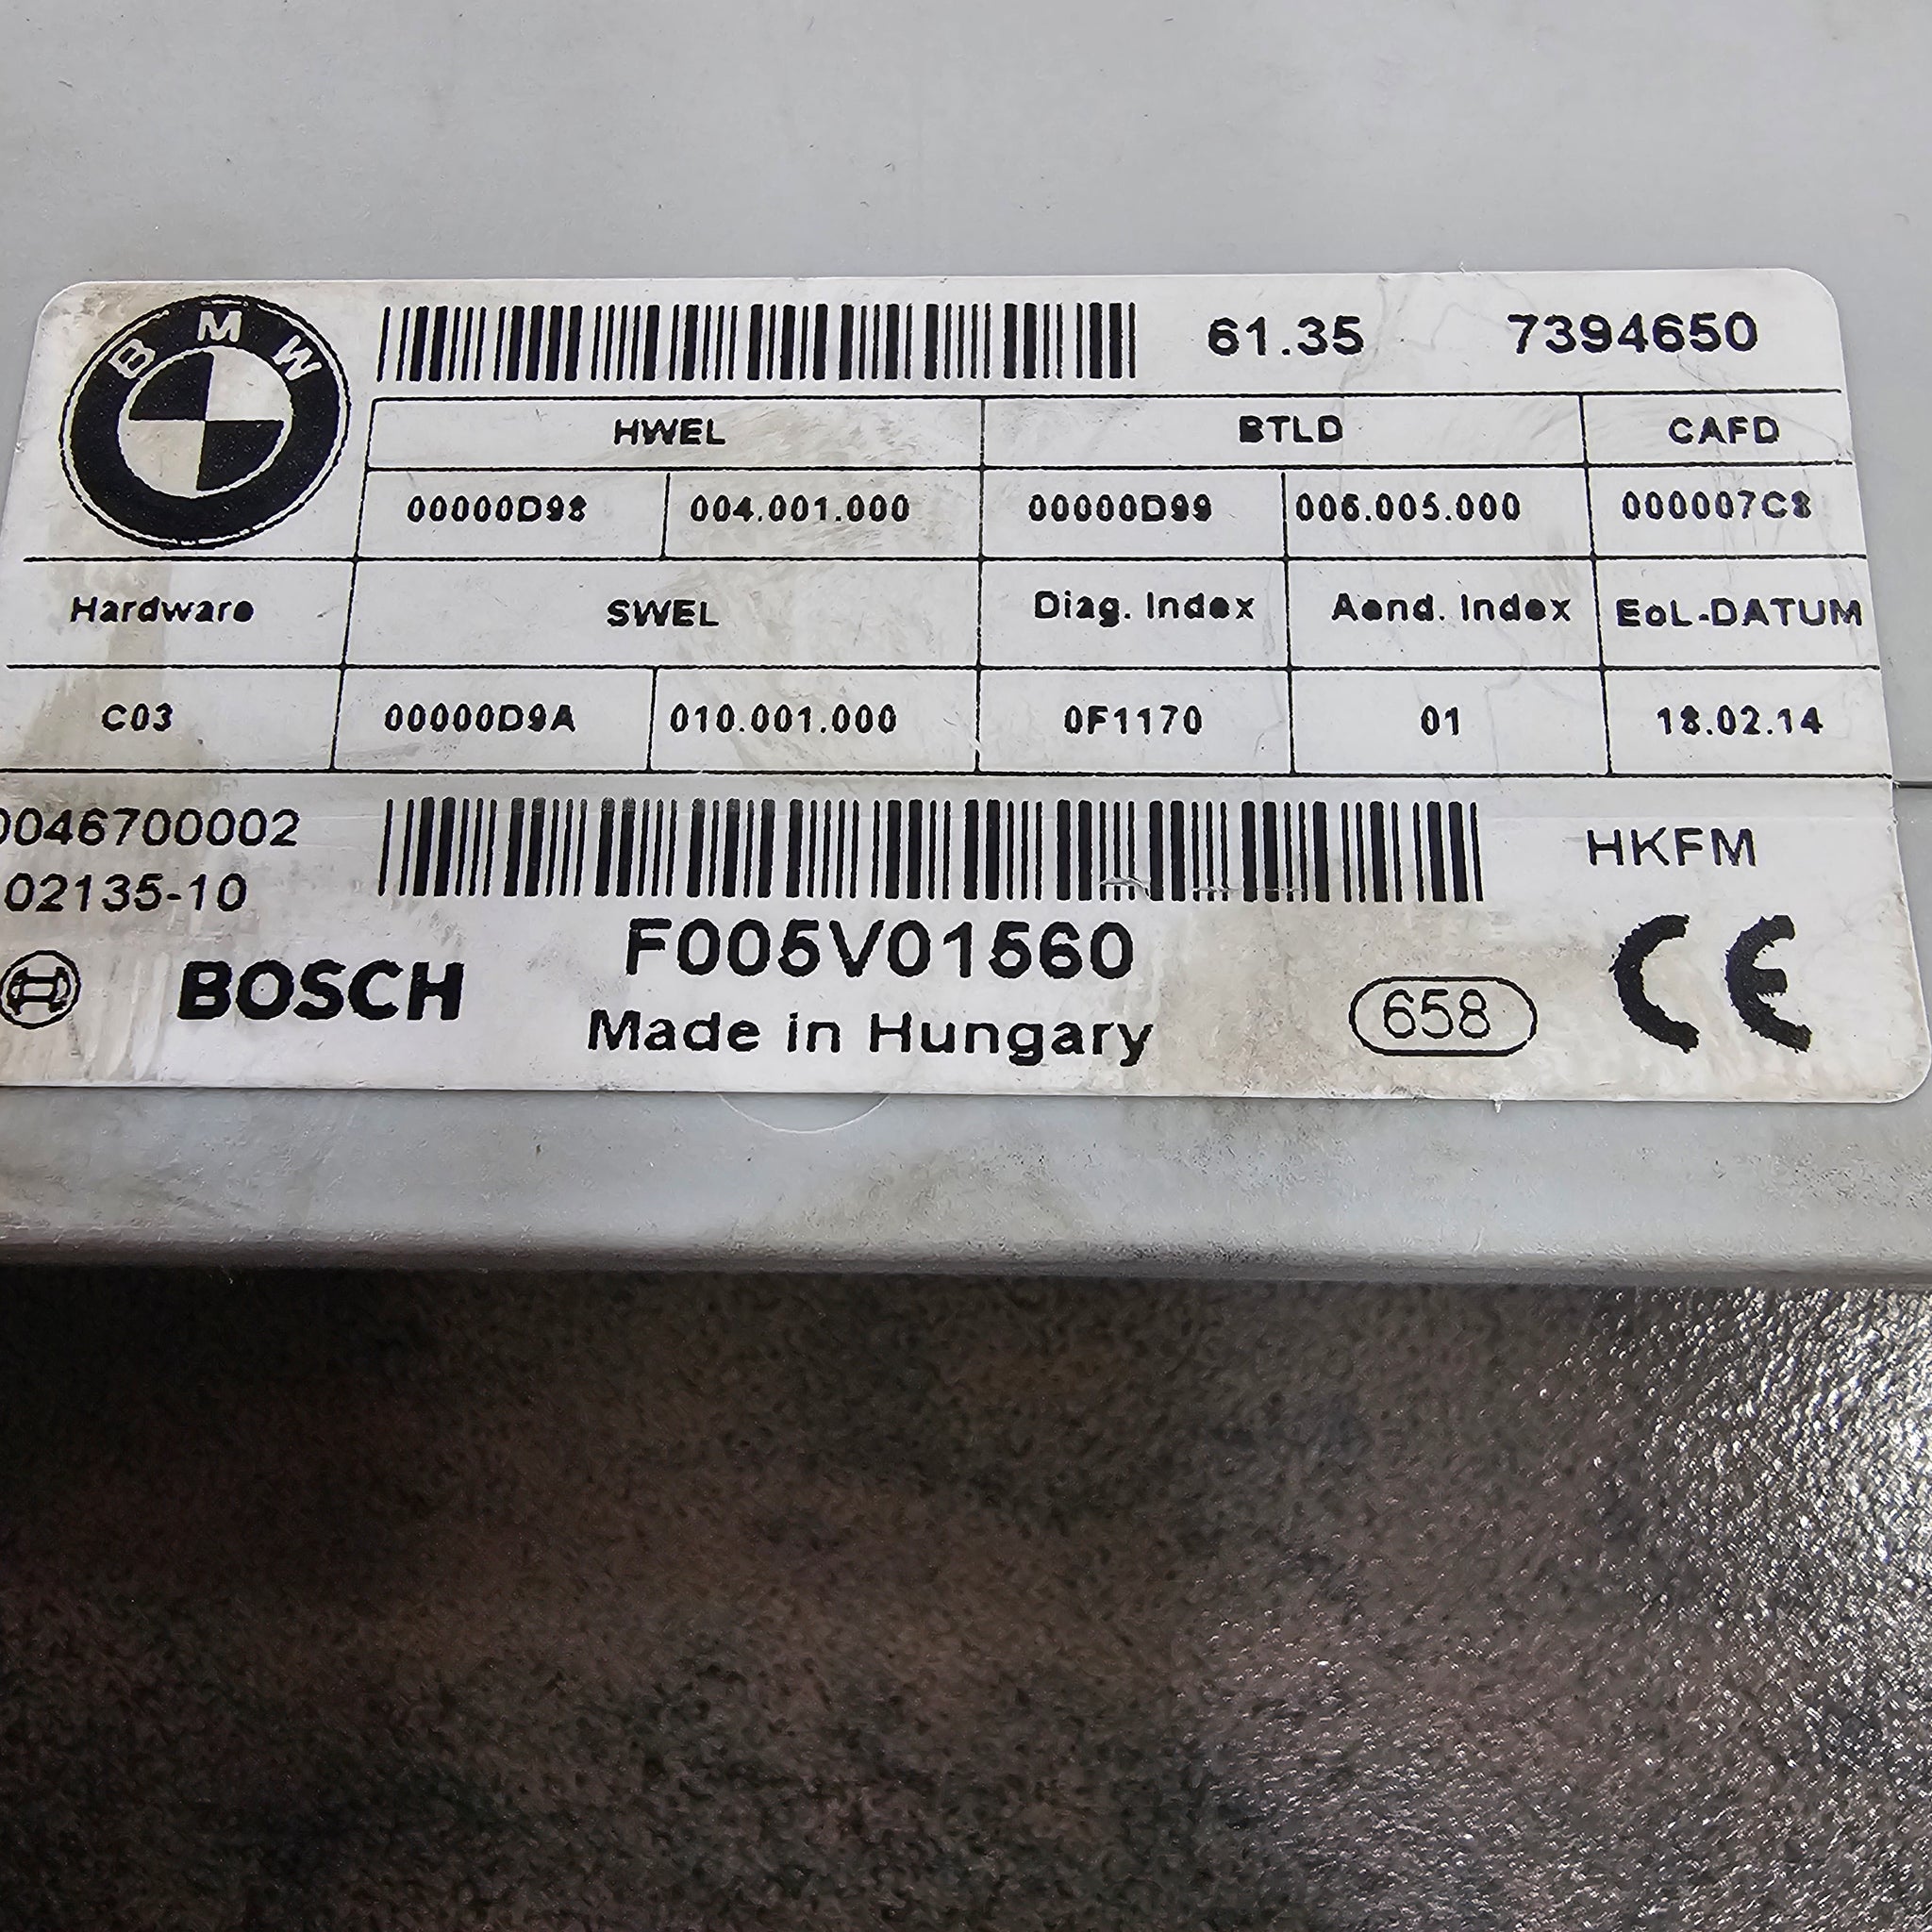 BMW
61.35 7394650
HWEL BTLD CAFD
00000D98 004.001.000 00000D99 006.005.000 000007C8
Hardware SWEL Diag. Index Aend. Index EoL-DATUM
C03 00000D9A 010.001.000 0F1170 01 18.02.14
0046700002
02135-10
HKFM
BOSCH
F005V01560
Made in Hungary
658
CE